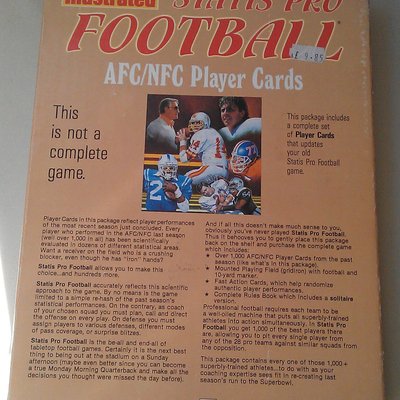 Illustrated
STATIS PRO
FOOTBALL®
£ 9.85
AFC/NFC Player Cards
This
is not a
complete
game.
This package includes
a complete set
of Player Cards
that updates
your old
Statis Pro Football
game.
Player Cards in this package reflect player performances
of the most recent season just concluded. Every
player who performed in the AFC/NFC last season
(well over 1,000 in all) has been scientifically
evaluated in dozens of different statistical areas.
Want a receiver on the field who is a crushing
blocker, even though he has "iron" handy?
Statis Pro Football allows you to make this
choice...and hundreds more.
Statis Pro Football accurately reflects this scientific
approach to the game. By no means is the game
limited to a simple re-hash of the past season's
statistical performances. On the contrary, as coach
of your chosen squad you must plan, call and direct
the offense on every play. On defense you must
assign players to various defenses, different modes
of pass coverage, or surprise blitzes.
Statis Pro Football is the be-all and end-all of
tabletop football games. Certainly it is the next best
thing to being out at the stadium on a Sunday
afternoon (maybe even better since you can become
a true Monday Morning Quarterback and make all the
decisions you thought were missed the day before).
And if all this doesn't make much sense to you,
obviously you've never played Statis Pro Football.
Thus it behooves you to gently place this package
back on the shelf and purchase the complete game
which includes:
★ Over 1,000 AFC/NFC Player Cards from the past
season (like what's in this package).
★ Mounted Playing Field (gridiron) with football and
10-yard marker.
★ Fast Action Cards, which help randomize
authentic player performances.
★ Complete Rules Book which includes a solitaire
version.
Professional football requires each team to be
a well-oiled machine that puts all superbly-trained
athletes into action simultaneously. In Statis Pro
Football you get 1,000 of the best players there
are, allowing you to pit every single player from
any of the 28 pro teams against similar squads from
the opposition.
This package contains every one of those 1,000+
superbly-trained athletes...to do with as your
coaching expertise sees fit in re-creating last
season's run to the Superbowl.